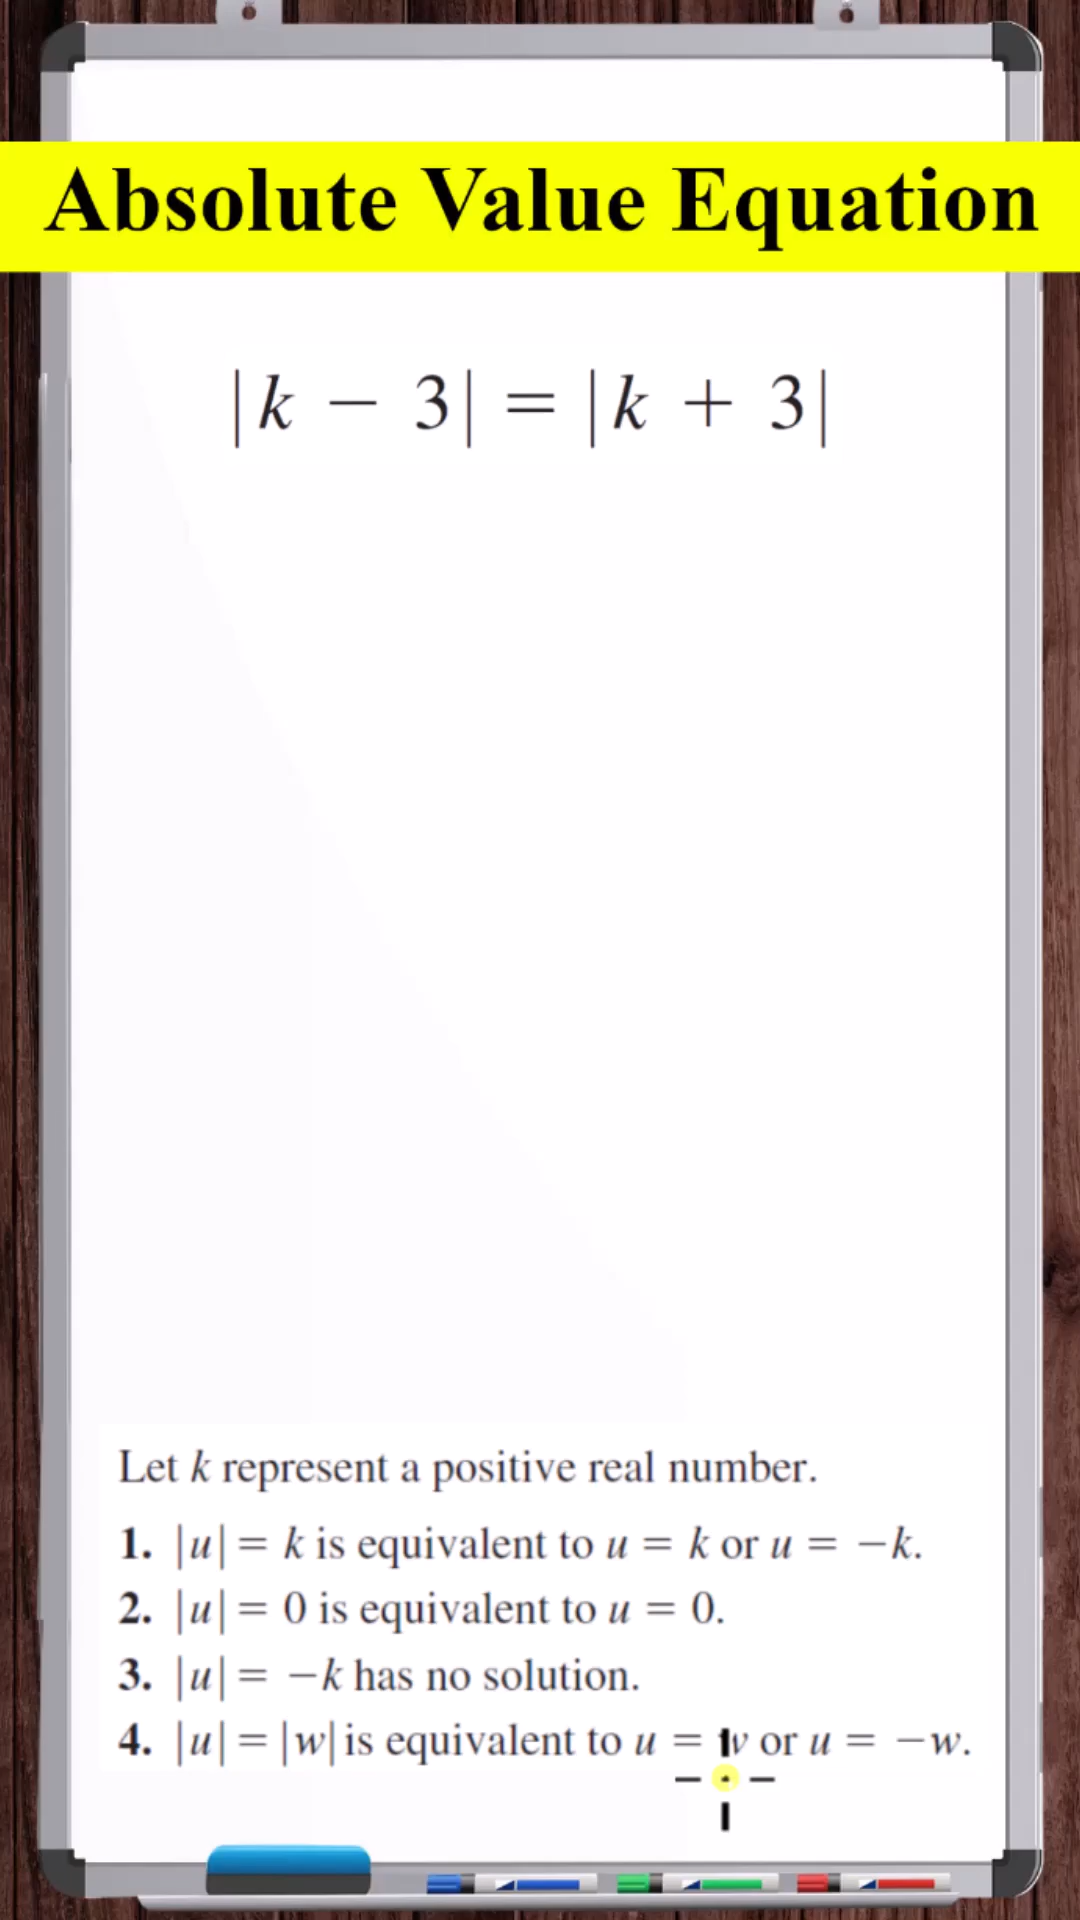 Absolute Value Equation
|k − 3| = |k + 3|
Let k represent a positive real number.
1. |u| = k is equivalent to u = k or u = −k.
2. |u| = 0 is equivalent to u = 0.
3. |u| = −k has no solution.
4. |u| = |w| is equivalent to u = w or u = −w.